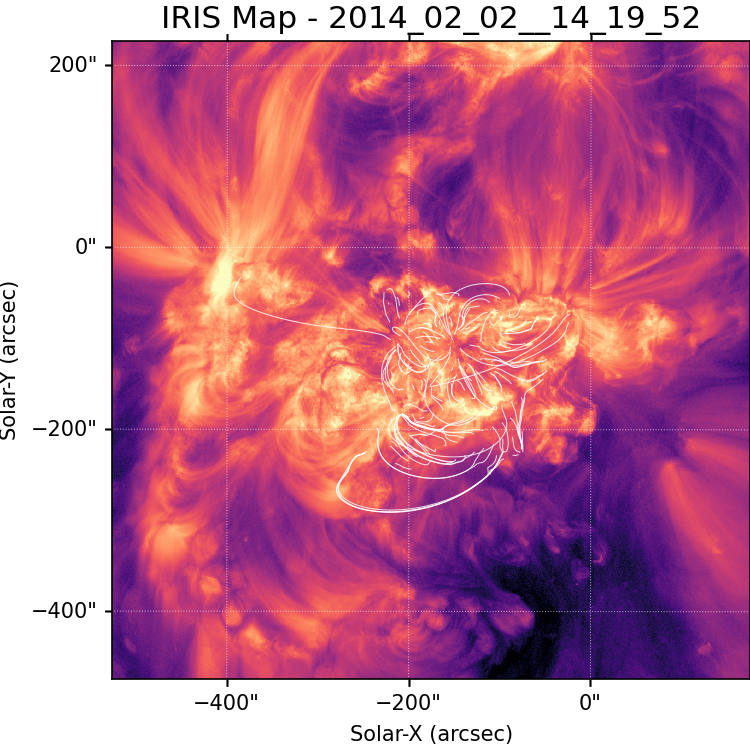 IRIS Map - 2014_02_02__14_19_52
200"
0"
−200"
−400"
Solar-Y (arcsec)
−400"
−200"
0"
Solar-X (arcsec)